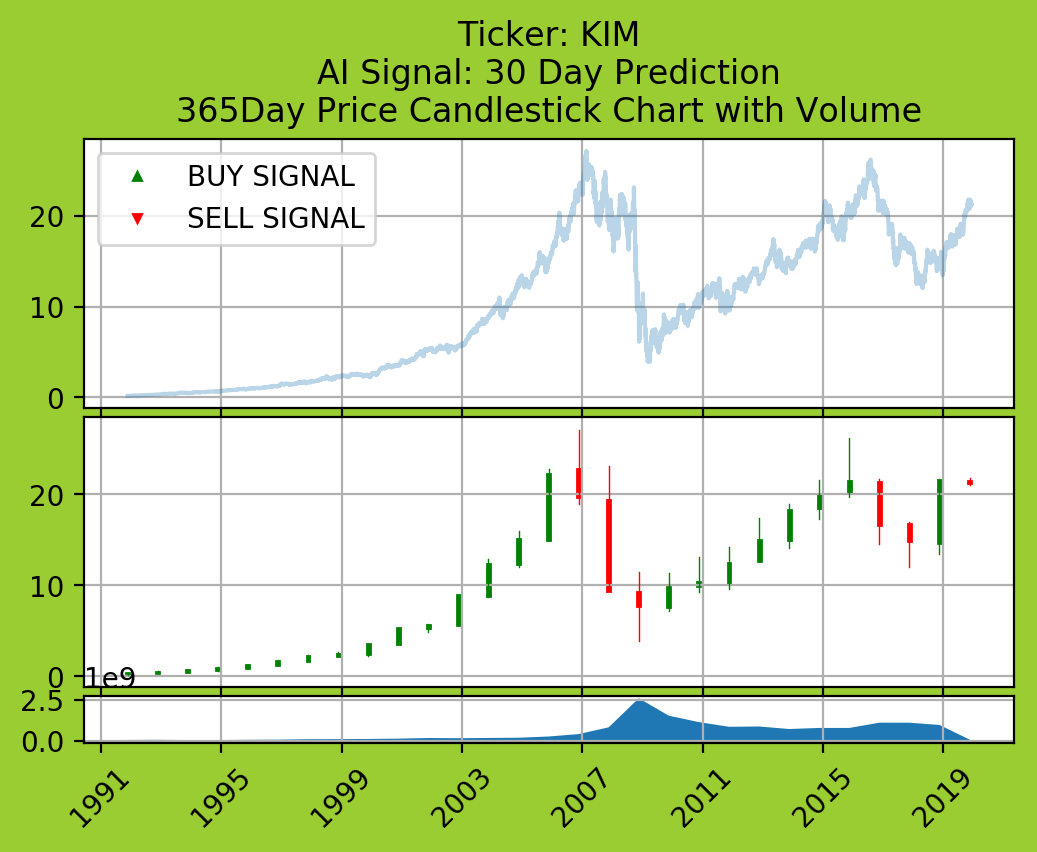 Ticker: KIM
AI Signal: 30 Day Prediction
365Day Price Candlestick Chart with Volume
BUY SIGNAL
SELL SIGNAL
20
10
0
20
10
0
1e9
2.5
0.0
1991
1995
1999
2003
2007
2011
2015
2019